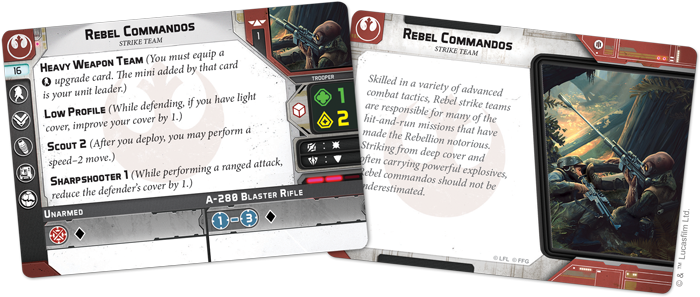 REBEL COMMANDOS
STRIKE TEAM
1
16
HEAVY WEAPON TEAM (You must equip a
upgrade card. The mini added by that card
is your unit leader.)
LOW PROFILE (While defending, if you have light
cover, improve your cover by 1.)
SCOUT 2 (After you deploy, you may perform a
speed–2 move.)
SHARPSHOOTER 1 (While performing a ranged attack,
reduce the defender's cover by 1.)
TROOPER
1
2
UNARMED
A-280 BLASTER RIFLE
1–3
REBEL COMMANDOS
STRIKE TEAM
Skilled in a variety of advanced
combat tactics, Rebel strike teams
are responsible for many of the
hit-and-run missions that have
made the Rebellion notorious.
Striking from deep cover and
often carrying powerful explosives,
Rebel commandos should not be
underestimated.
© LFL © FFG
© & ™ Lucasfilm Ltd.